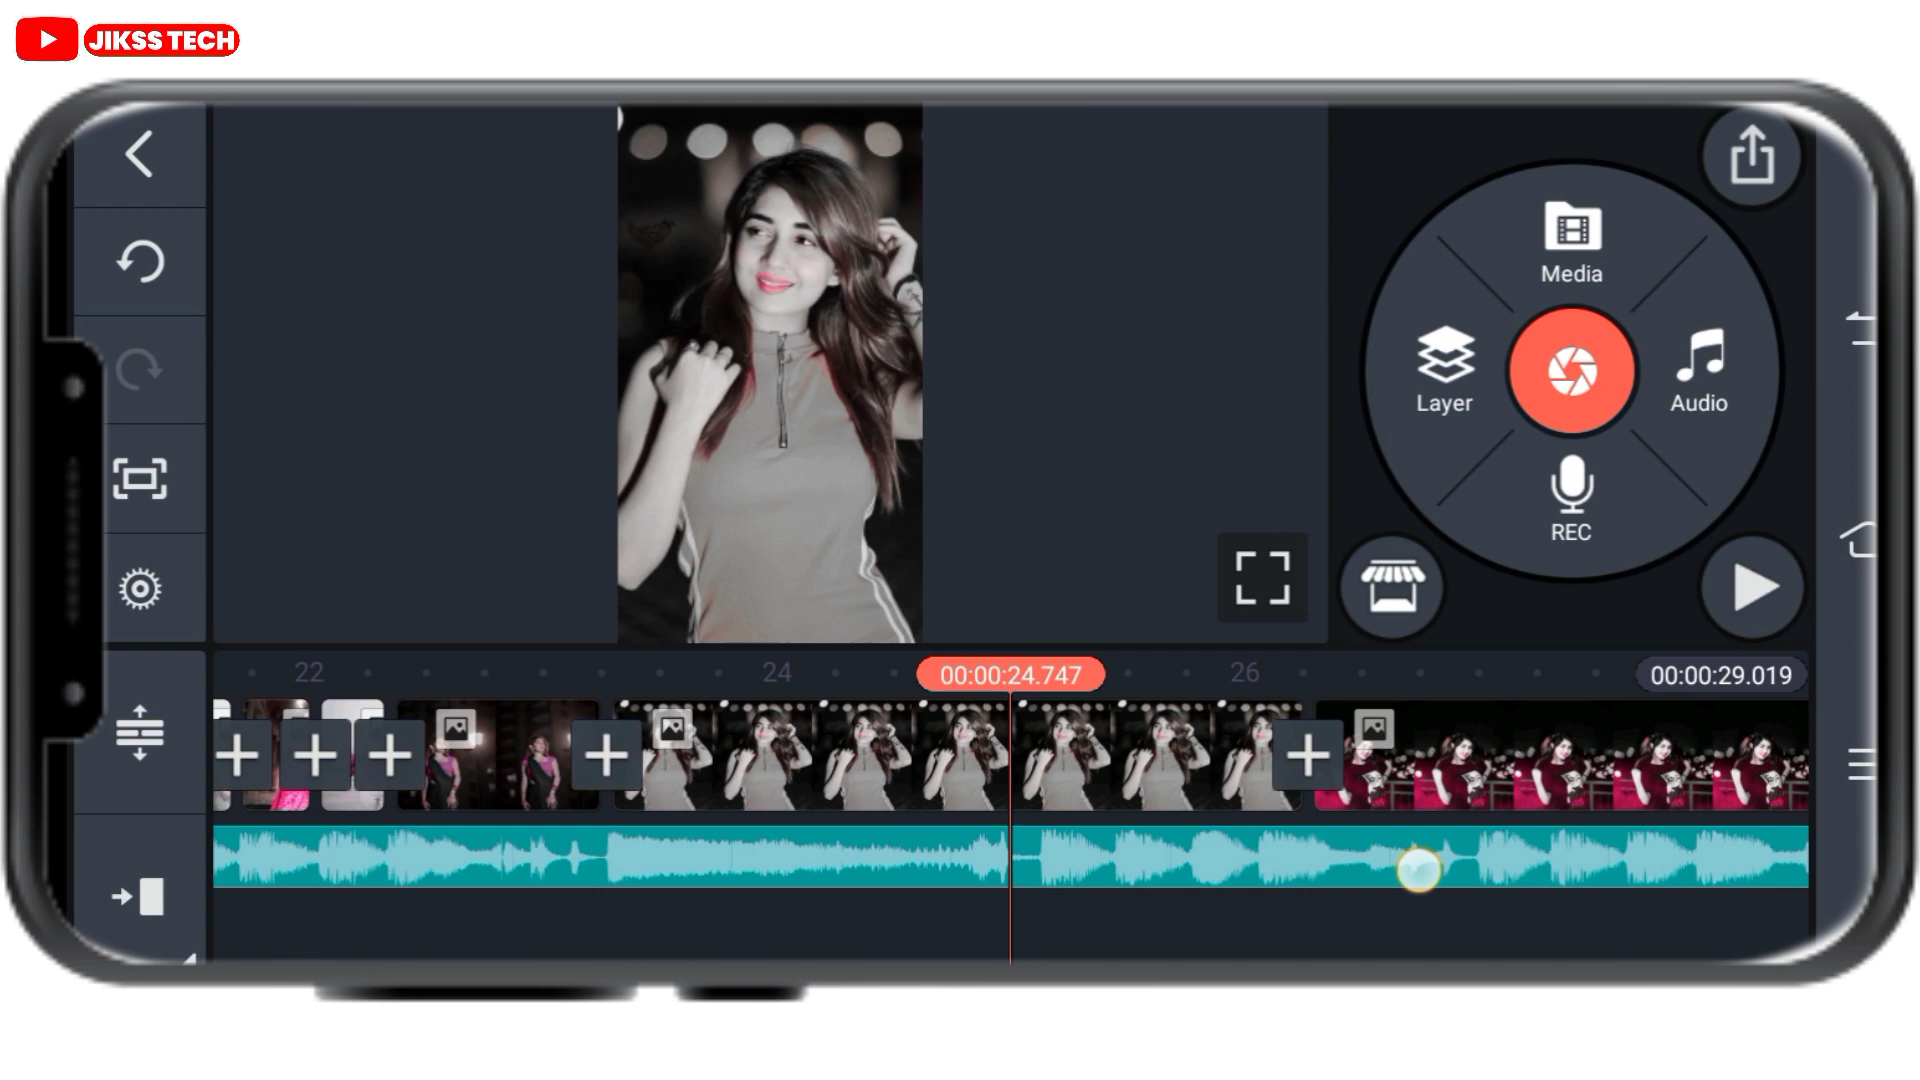 JIKSS TECH
Media
Layer
Audio
REC
22
24
00:00:24.747
26
00:00:29.019